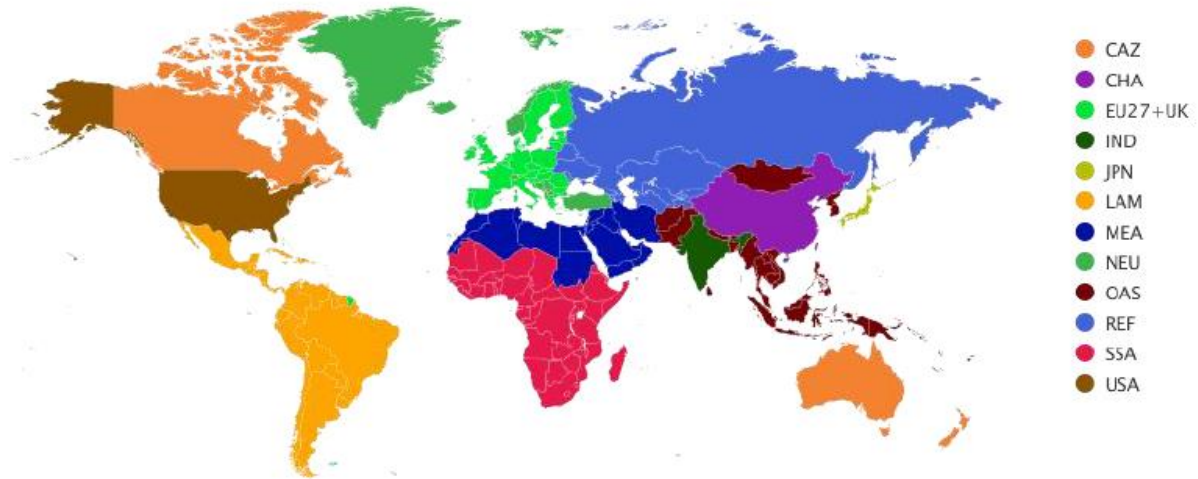 CAZ
CHA
EU27+UK
IND
JPN
LAM
MEA
NEU
OAS
REF
SSA
USA